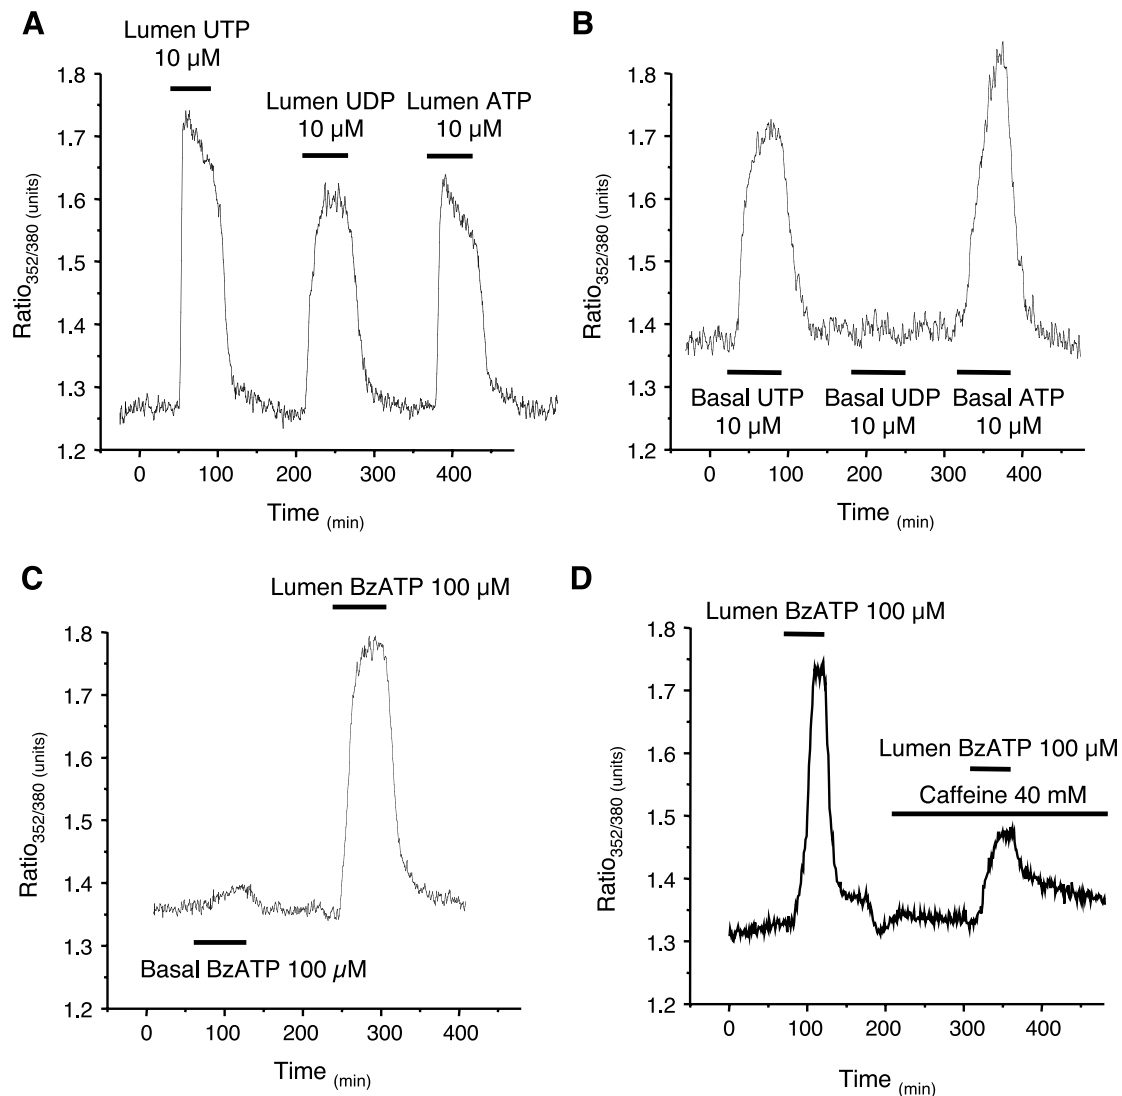 A
Lumen UTP
10 µM
Lumen UDP
10 µM
Lumen ATP
10 µM
1.8
1.7
1.6
1.5
1.4
1.3
1.2
Ratio352/380 (units)
0
100
200
300
400
Time (min)
B
1.8
1.7
1.6
1.5
1.4
1.3
1.2
Ratio352/380 (units)
Basal UTP
10 µM
Basal UDP
10 µM
Basal ATP
10 µM
0
100
200
300
400
Time (min)
C
Lumen BzATP 100 µM
1.8
1.7
1.6
1.5
1.4
1.3
1.2
Ratio352/380 (units)
Basal BzATP 100 µM
0
100
200
300
400
Time (min)
D
Lumen BzATP 100 µM
Lumen BzATP 100 µM
Caffeine 40 mM
1.8
1.7
1.6
1.5
1.4
1.3
1.2
Ratio352/380 (units)
0
100
200
300
400
Time (min)